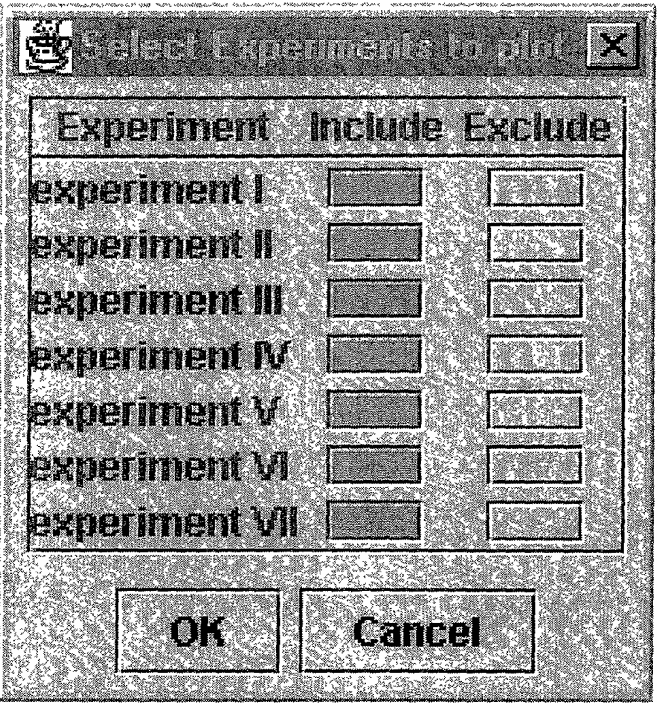 Select Experiments to plot
Experiment Include Exclude
experiment I
experiment II
experiment III
experiment IV
experiment V
experiment VI
experiment VII
OK Cancel